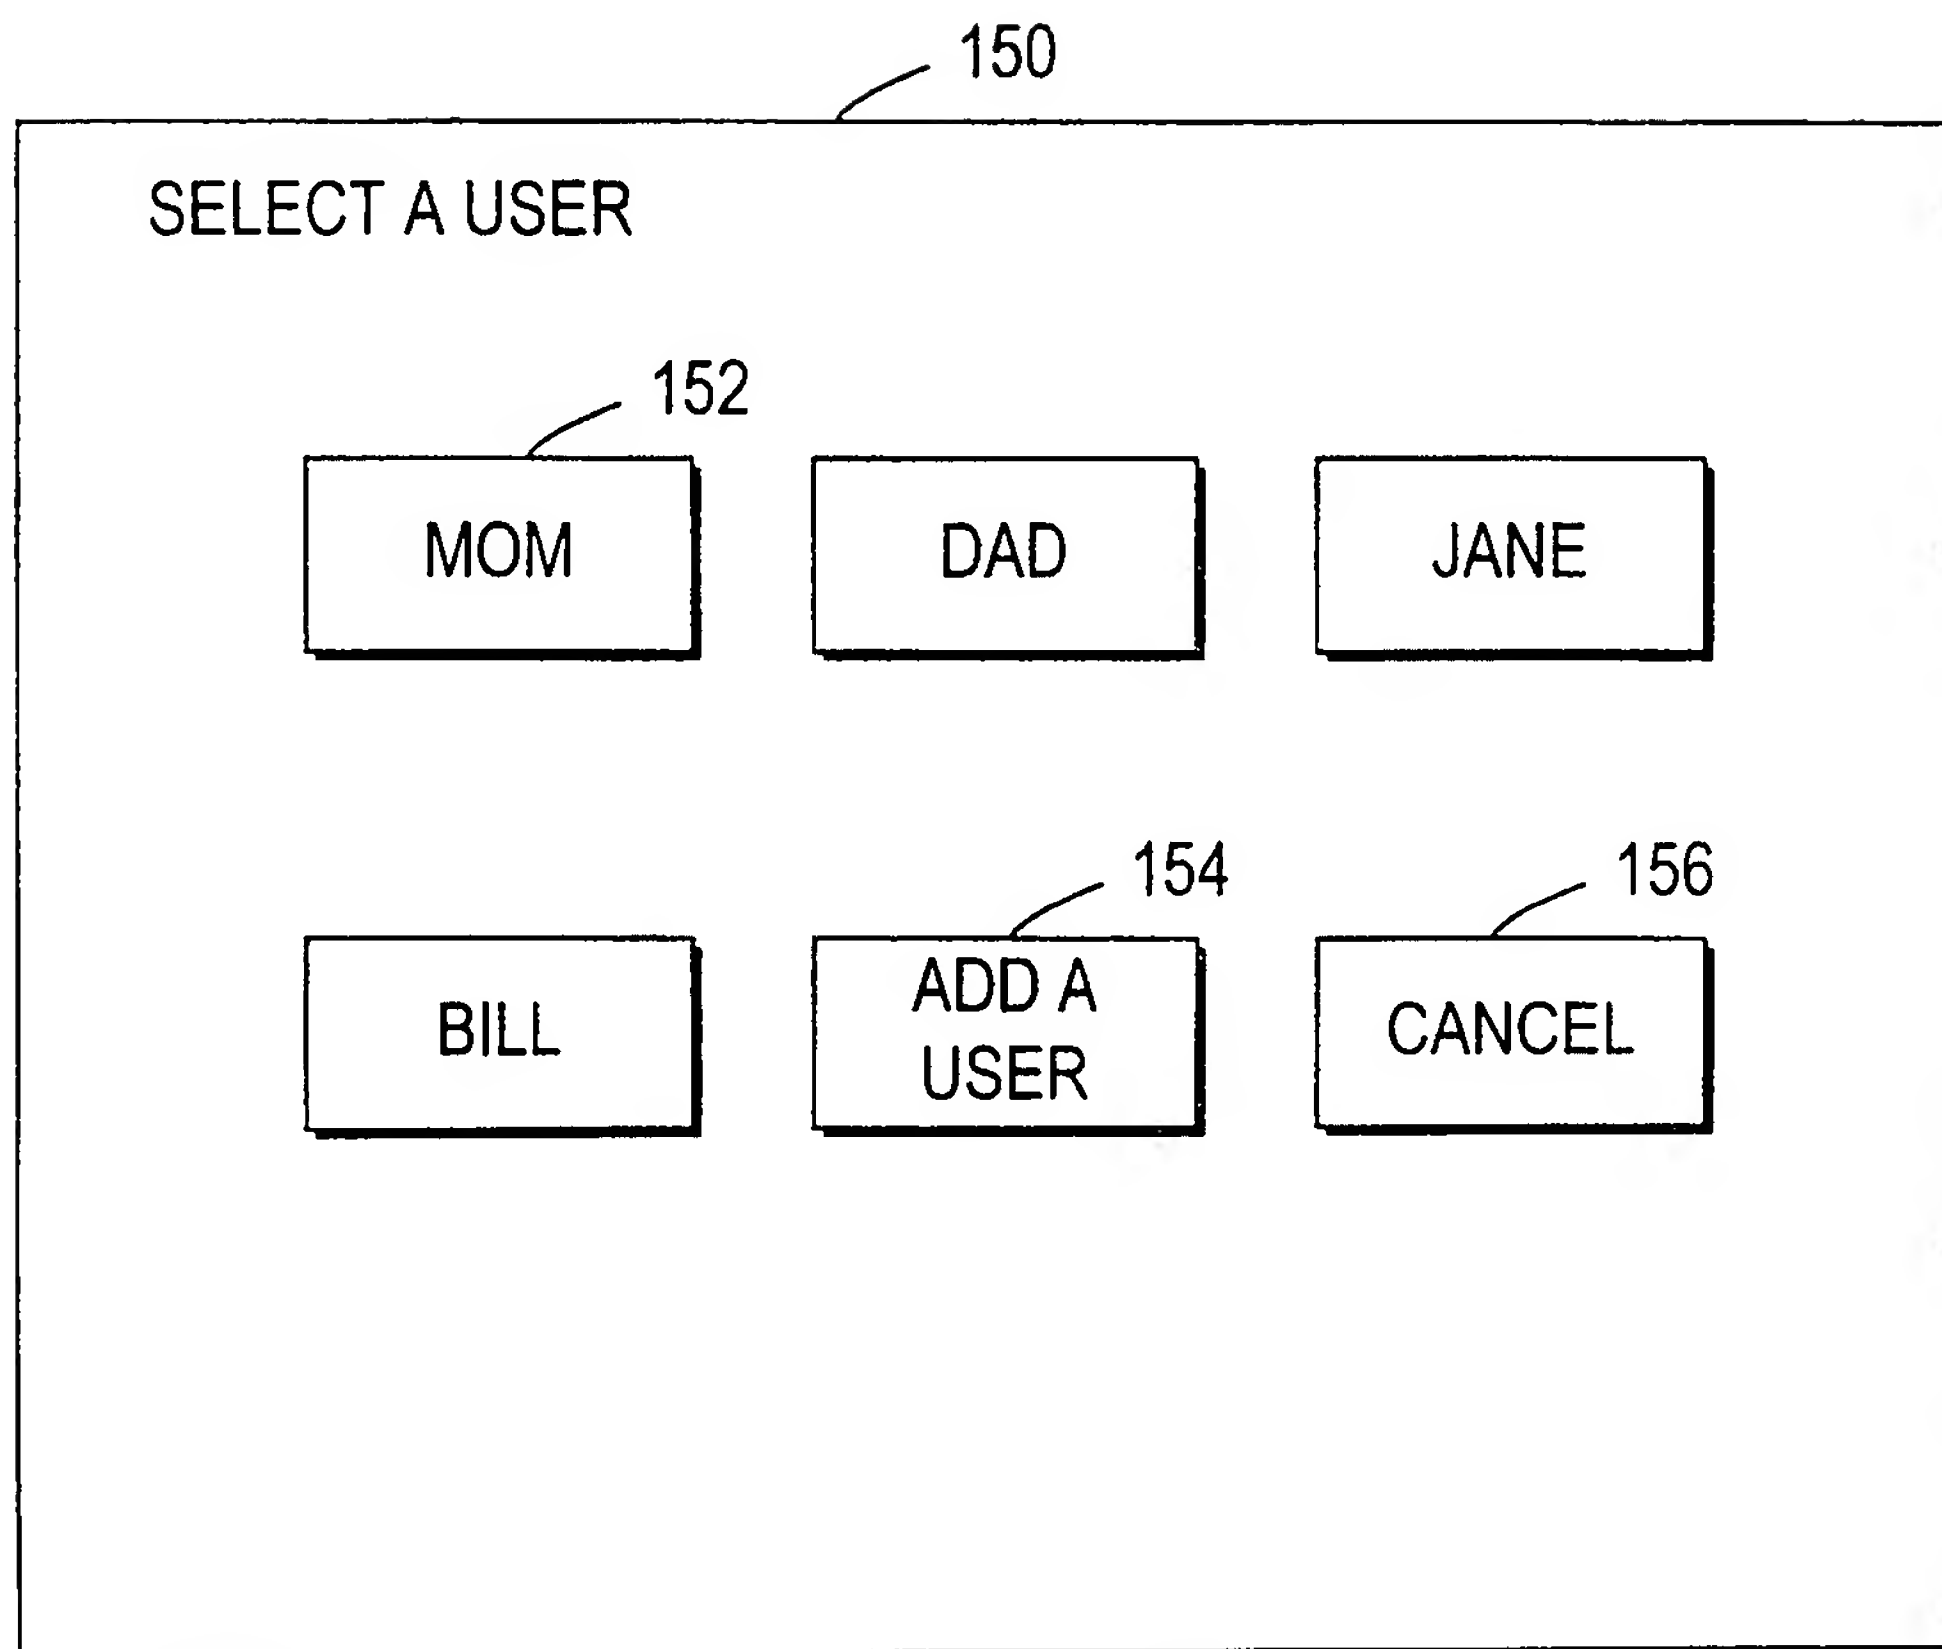 150
SELECT A USER
152
MOM
DAD
JANE
154
156
BILL
ADD A
USER
CANCEL